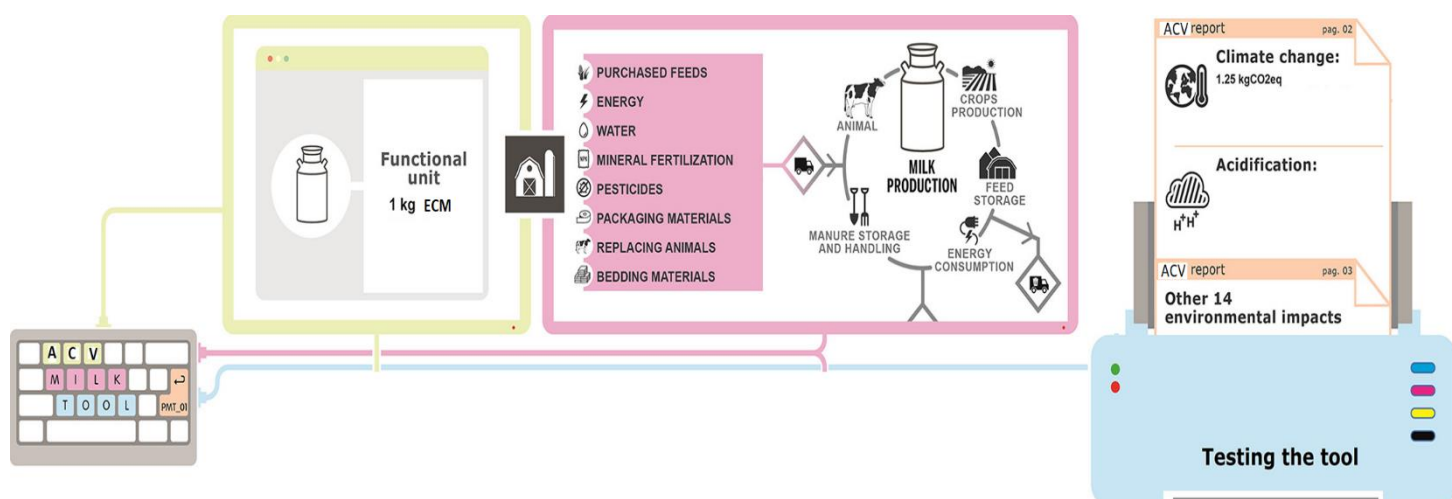 Functional
unit
1 kg ECM
PURCHASED FEEDS
ENERGY
WATER
MINERAL FERTILIZATION
PESTICIDES
PACKAGING MATERIALS
REPLACING ANIMALS
BEDDING MATERIALS
ANIMAL
CROPS
PRODUCTION
MILK
PRODUCTION
FEED
STORAGE
MANURE STORAGE
AND HANDLING
ENERGY
CONSUMPTION
ACV report pag. 02
Climate change:
1.25 kgCO2eq
Acidification:
H+H+
ACV report pag. 03
Other 14
environmental impacts
A C V
M I L K
T O O L PMT_01
Testing the tool